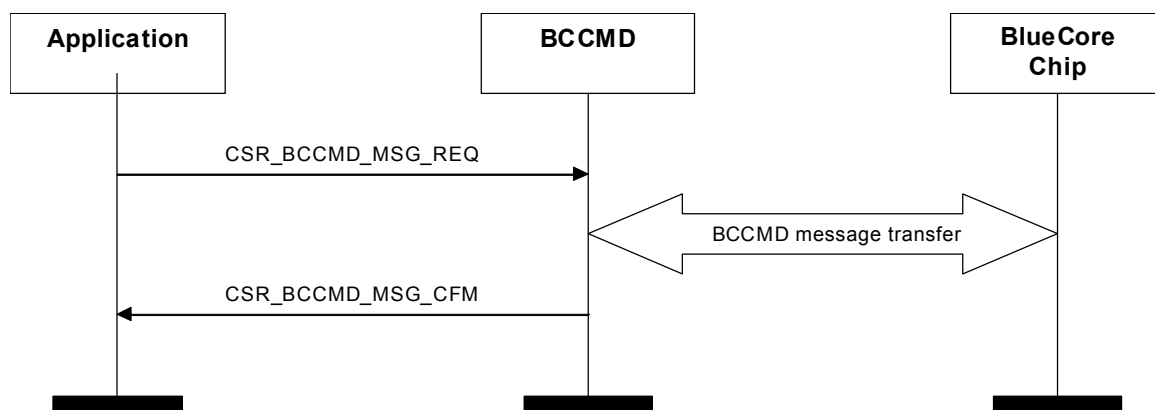 Application
BCCMD
BlueCore
Chip
CSR_BCCMD_MSG_REQ
BCCMD message transfer
CSR_BCCMD_MSG_CFM